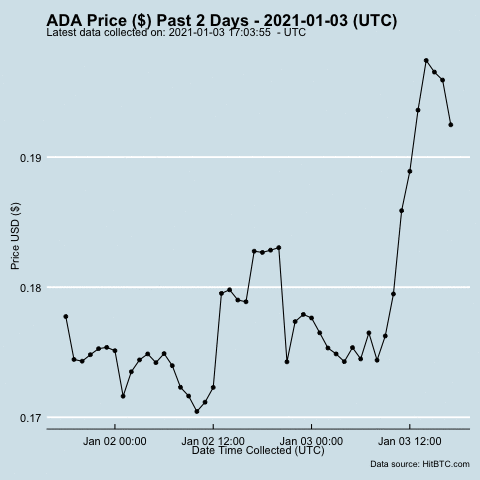 ADA Price ($) Past 2 Days - 2021-01-03 (UTC)
Latest data collected on: 2021-01-03 17:03:55  - UTC
Price USD ($)
0.19
0.18
0.17
Jan 02 00:00
Jan 02 12:00
Jan 03 00:00
Jan 03 12:00
Date Time Collected (UTC)
Data source: HitBTC.com